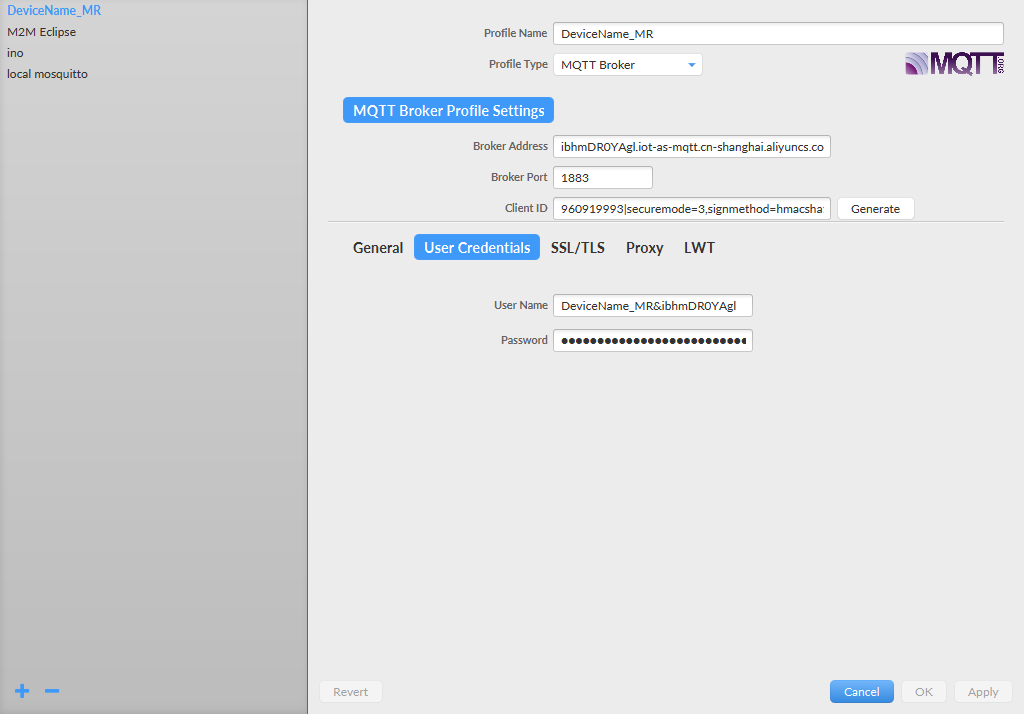 DeviceName_MR
M2M Eclipse
ino
local mosquitto
Profile Name DeviceName_MR
Profile Type MQTT Broker
MQTT.ORG
MQTT Broker Profile Settings
Broker Address ibhmDR0YAgl.iot-as-mqtt.cn-shanghai.aliyuncs.co
Broker Port 1883
Client ID 960919993|securemode=3,signmethod=hmacsha Generate
General User Credentials SSL/TLS Proxy LWT
User Name DeviceName_MR&ibhmDR0YAgl
Password
Revert Cancel OK Apply